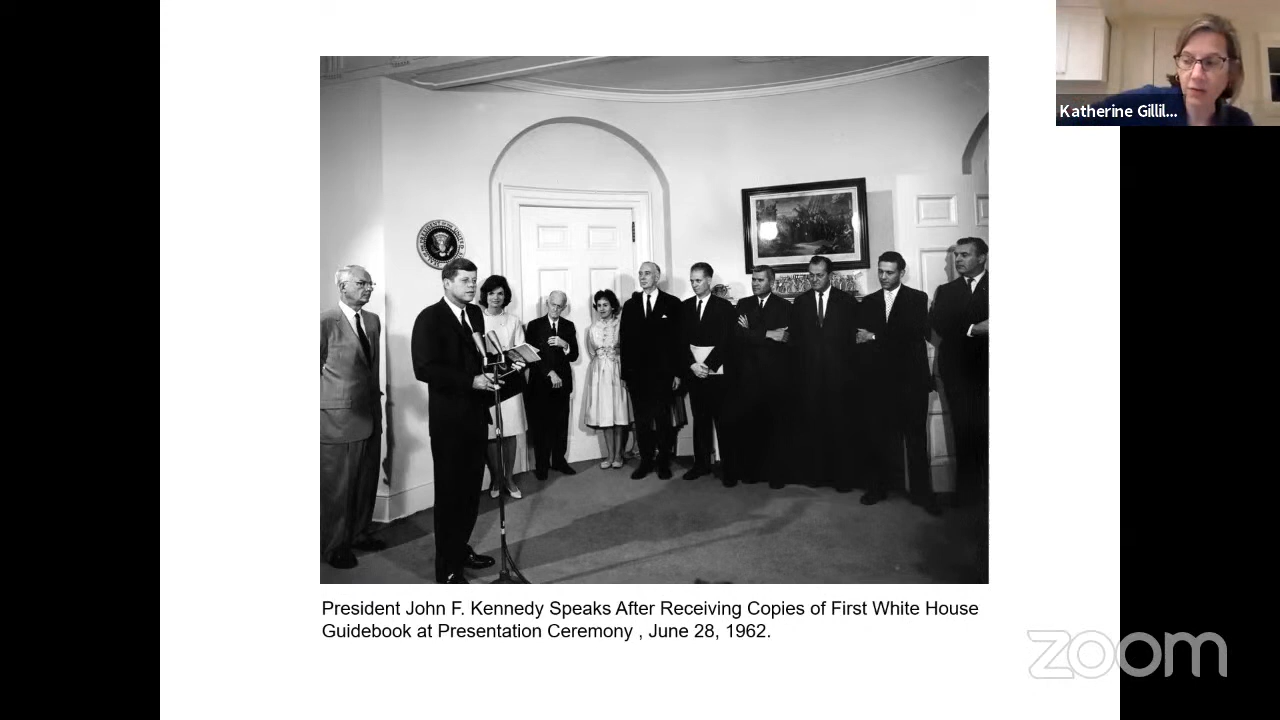 Katherine Gillil...
President John F. Kennedy Speaks After Receiving Copies of First White House
Guidebook at Presentation Ceremony , June 28, 1962.
zoom